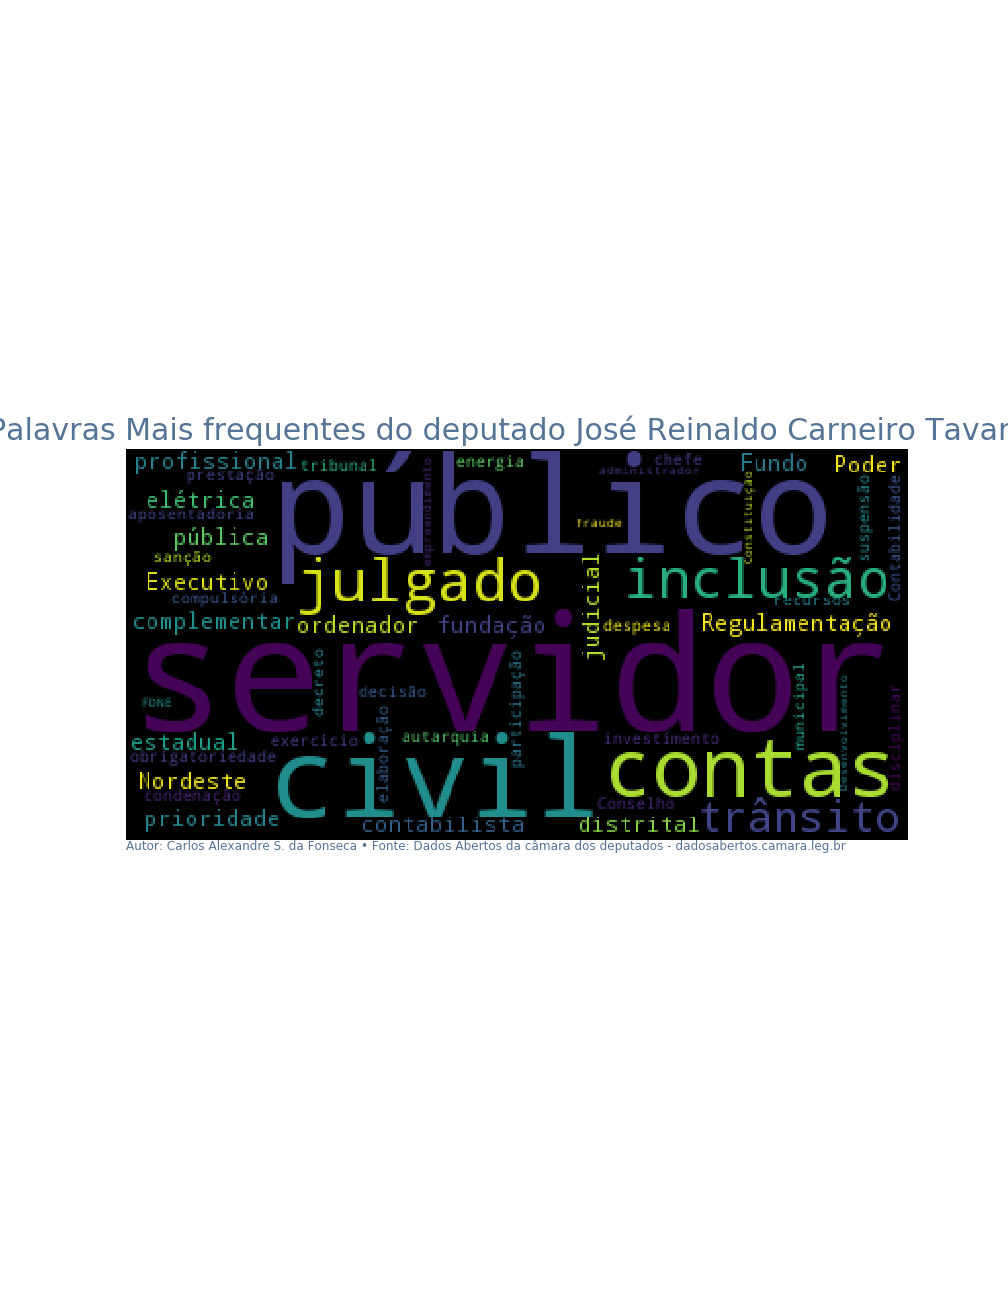 Palavras Mais frequentes do deputado José Reinaldo Carneiro Tavar
profissional
tribunal
energia
chefe
administrador
Fundo
Poder
prestação
elétrica
aposentadoria
público
empreendimento
fraude
Constituição
suspensão
Contabilidade
pública
sanção
Executivo
compulsória
julgado
judicial
inclusão
recursos
complementar
ordenador
fundação
despesa
Regulamentação
servidor
decreto
decisão
participação
municipal
Desenvolvimento
disciplinar
FDNE
estadual
exercício
elaboração
autarquia
investimento
obrigatoriedade
civil
contas
Nordeste
condenação
Conselho
prioridade
contabilista
distrital
trânsito
Autor: Carlos Alexandre S. da Fonseca • Fonte: Dados Abertos da câmara dos deputados - dadosabertos.camara.leg.br